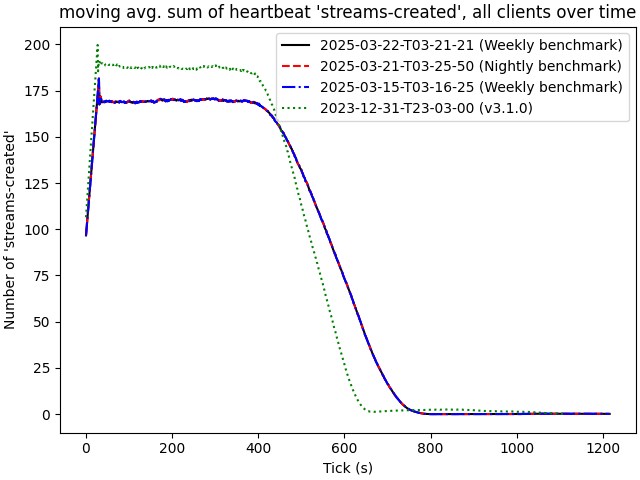 moving avg. sum of heartbeat 'streams-created', all clients over time
2025-03-22-T03-21-21 (Weekly benchmark)
2025-03-21-T03-25-50 (Nightly benchmark)
2025-03-15-T03-16-25 (Weekly benchmark)
2023-12-31-T23-03-00 (v3.1.0)
Number of 'streams-created'
200
175
150
125
100
75
50
25
0
0
200
400
600
800
1000
1200
Tick (s)